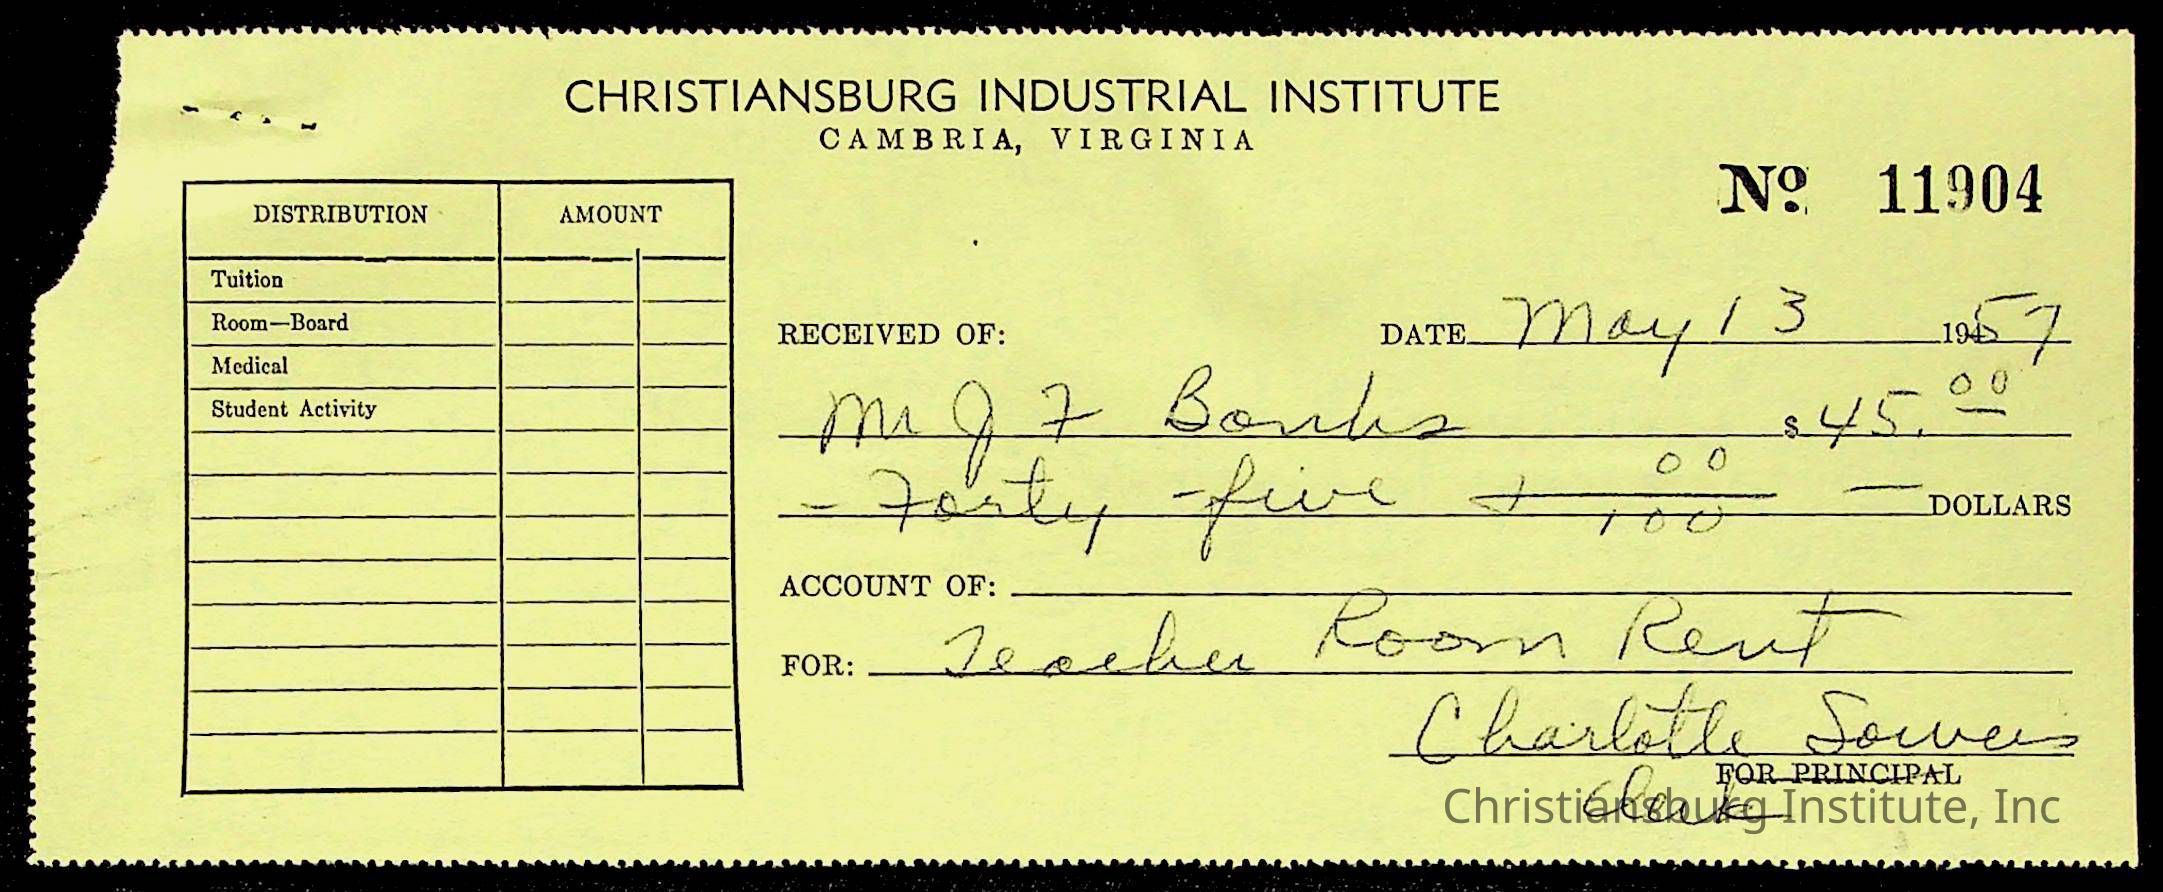 CHRISTIANSBURG INDUSTRIAL INSTITUTE
CAMBRIA, VIRGINIA
Nº 11904
DISTRIBUTION AMOUNT
Tuition
Room—Board
Medical
Student Activity
RECEIVED OF: DATE May 13 1957
Mr J F Banks $45.00
- Forty-five + 00/100 — DOLLARS
ACCOUNT OF:
FOR: Teacher Room Rent
Charlotte Sowers
FOR PRINCIPAL
Clerk
Christiansburg Institute, Inc